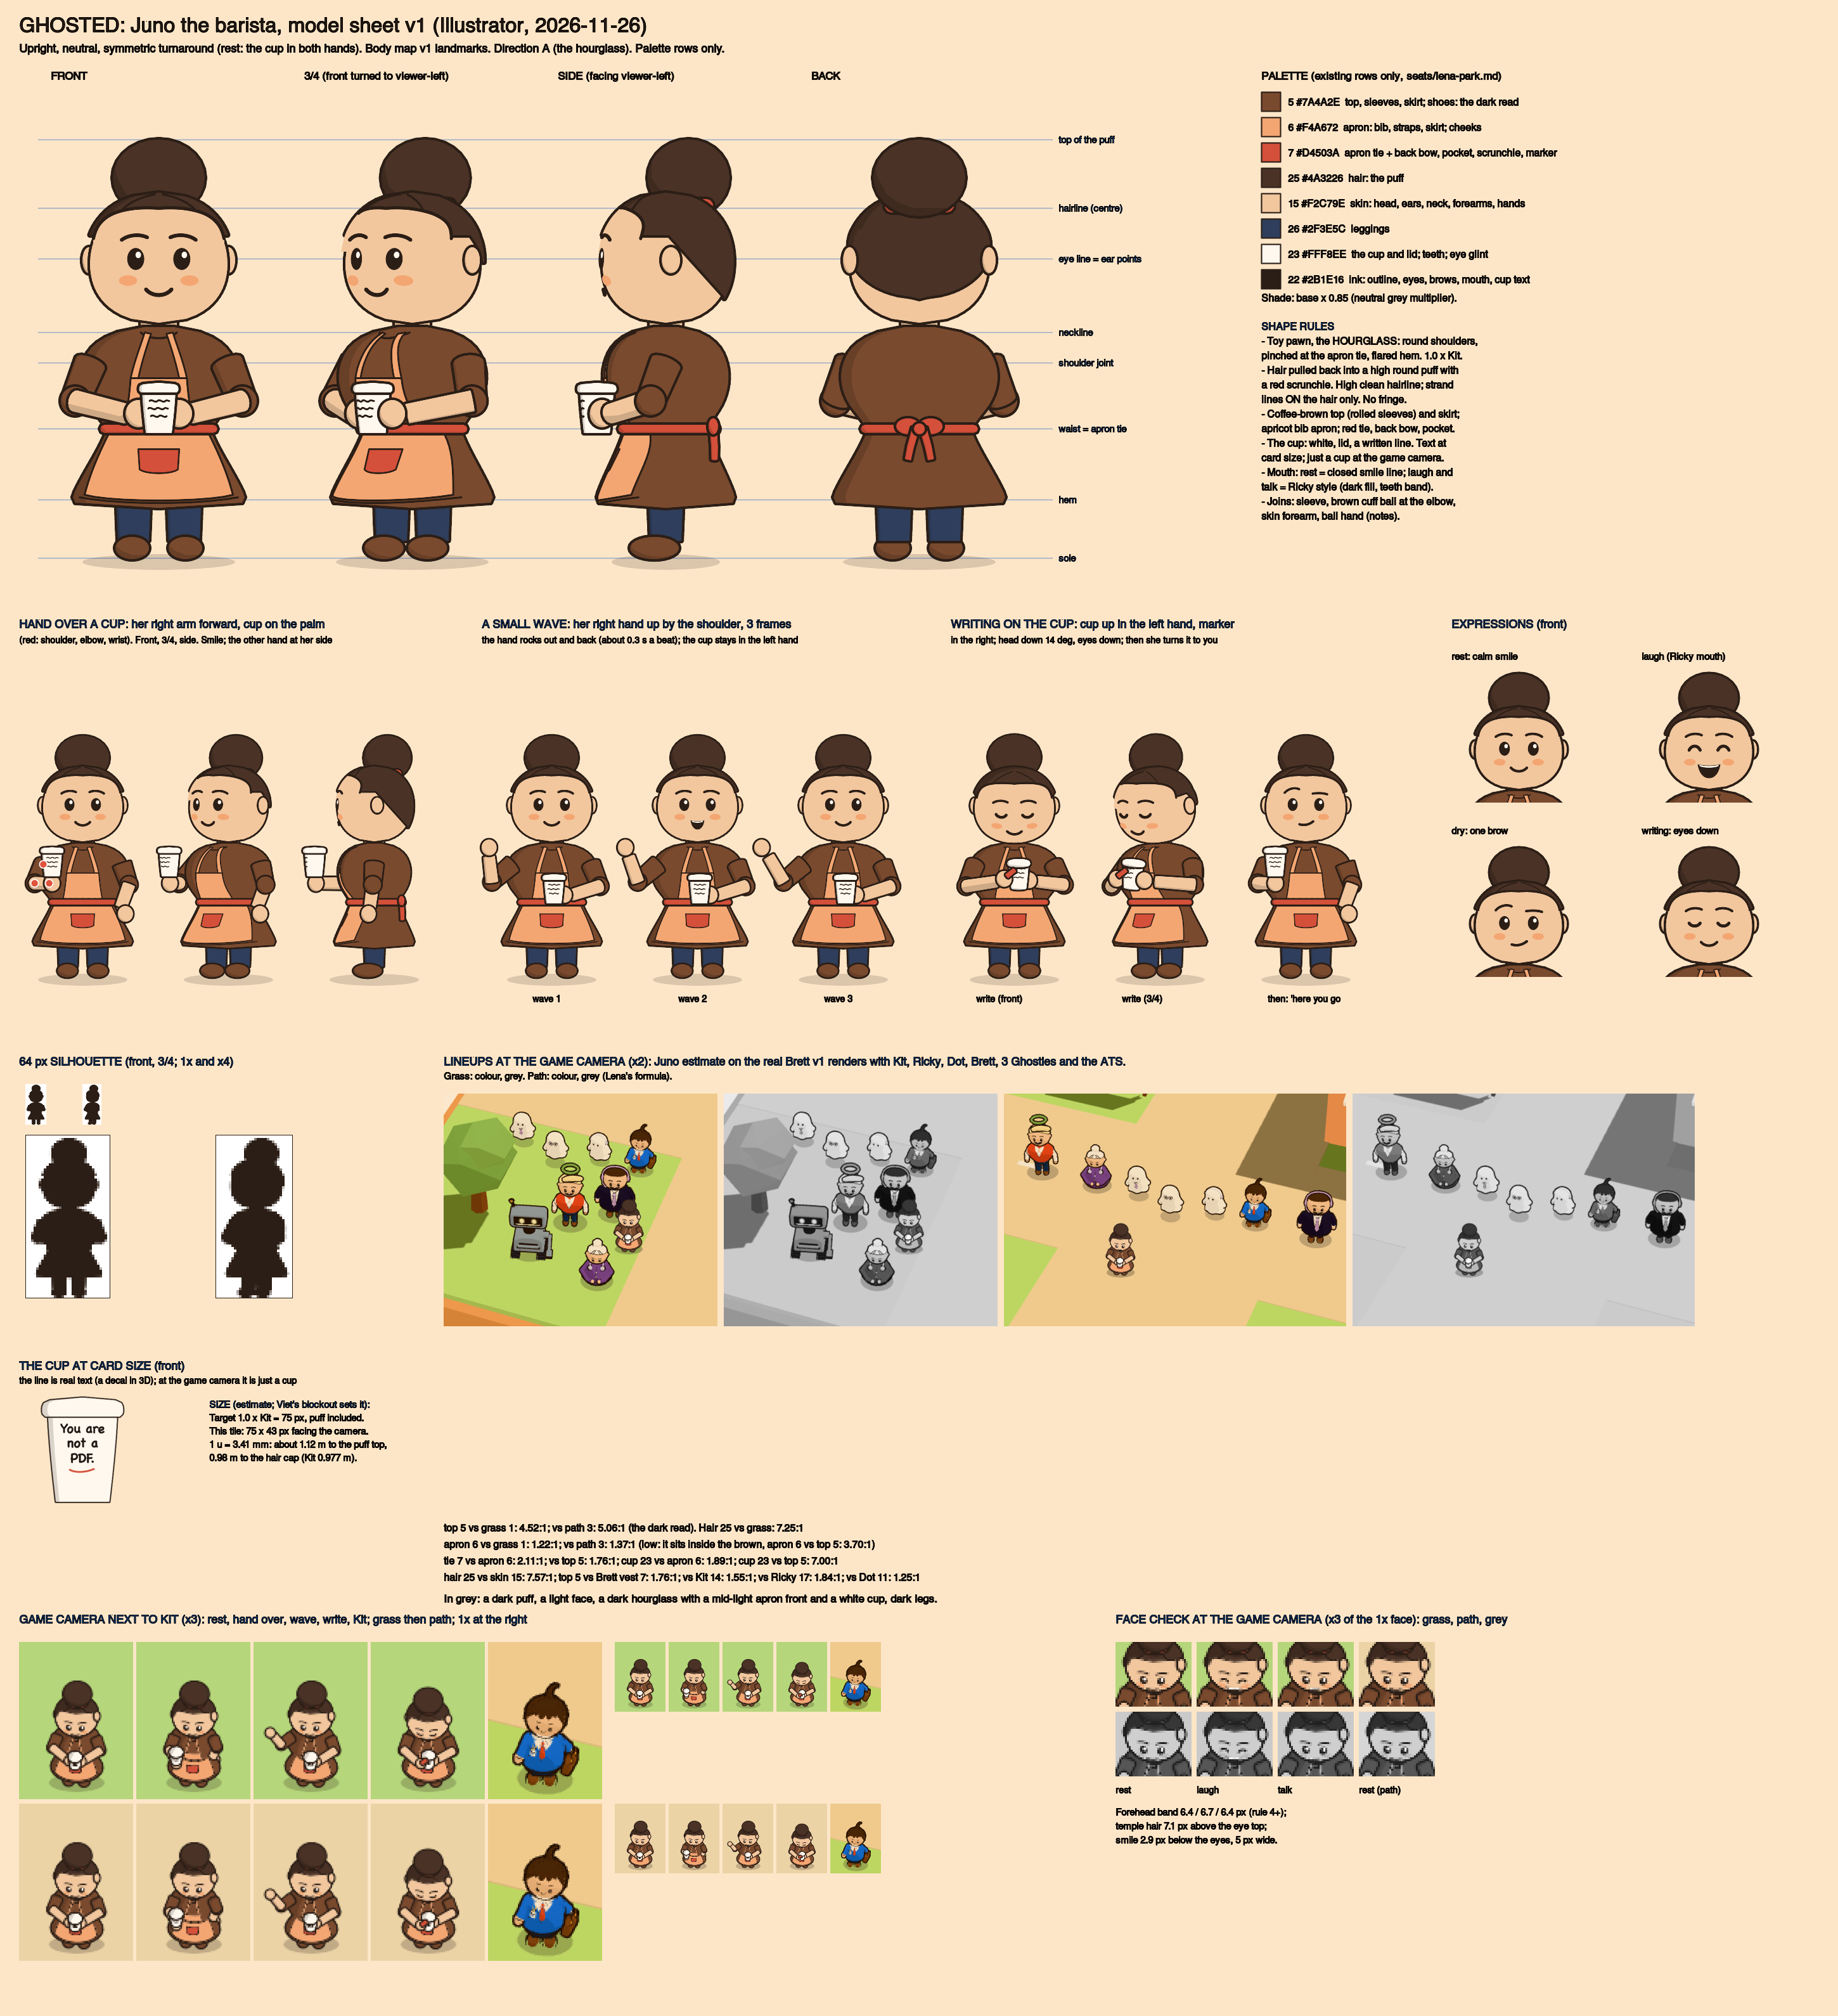 GHOSTED: Juno the barista, model sheet v1 (Illustrator, 2026-11-26)
Upright, neutral, symmetric turnaround (rest: the cup in both hands). Body map v1 landmarks. Direction A (the hourglass). Palette rows only.
FRONT
3/4 (front turned to viewer-left)
SIDE (facing viewer-left)
BACK
top of the puff
hairline (centre)
eye line = ear points
neckline
shoulder joint
waist = apron tie
hem
sole
PALETTE (existing rows only, seats/lena-park.md)
5 #7A4A2E top, sleeves, skirt; shoes: the dark read
6 #F4A672 apron: bib, straps, skirt; cheeks
7 #D4503A apron tie + back bow, pocket, scrunchie, marker
25 #4A3226 hair: the puff
15 #F2C79E skin: head, ears, neck, forearms, hands
26 #2F3E5C leggings
23 #FFF8EE the cup and lid; teeth; eye glint
22 #2B1E16 ink: outline, eyes, brows, mouth, cup text
Shade: base x 0.85 (neutral grey multiplier).
SHAPE RULES
- Toy pawn, the HOURGLASS: round shoulders,
pinched at the apron tie, flared hem. 1.0 x Kit.
- Hair pulled back into a high round puff with
a red scrunchie. High clean hairline; strand
lines ON the hair only. No fringe.
- Coffee-brown top (rolled sleeves) and skirt;
apricot bib apron; red tie, back bow, pocket.
- The cup: white, lid, a written line. Text at
card size; just a cup at the game camera.
- Mouth: rest = closed smile line; laugh and
talk = Ricky style (dark fill, teeth band).
- Joins: sleeve, brown cuff ball at the elbow,
skin forearm, ball hand (notes).
HAND OVER A CUP: her right arm forward, cup on the palm
(red: shoulder, elbow, wrist). Front, 3/4, side. Smile; the other hand at her side
A SMALL WAVE: her right hand up by the shoulder, 3 frames
the hand rocks out and back (about 0.3 s a beat); the cup stays in the left hand
wave 1
wave 2
wave 3
WRITING ON THE CUP: cup up in the left hand, marker
in the right; head down 14 deg, eyes down; then she turns it to you
write (front)
write (3/4)
then: 'here you go
EXPRESSIONS (front)
rest: calm smile
laugh (Ricky mouth)
dry: one brow
writing: eyes down
64 px SILHOUETTE (front, 3/4; 1x and x4)
LINEUPS AT THE GAME CAMERA (x2): Juno estimate on the real Brett v1 renders with Kit, Ricky, Dot, Brett, 3 Ghosties and the ATS.
Grass: colour, grey. Path: colour, grey (Lena's formula).
THE CUP AT CARD SIZE (front)
the line is real text (a decal in 3D); at the game camera it is just a cup
You are
not a
PDF.
SIZE (estimate; Viet's blockout sets it):
Target 1.0 x Kit = 75 px, puff included.
This tile: 75 x 43 px facing the camera.
1 u = 3.41 mm: about 1.12 m to the puff top,
0.98 m to the hair cap (Kit 0.977 m).
top 5 vs grass 1: 4.52:1; vs path 3: 5.06:1 (the dark read). Hair 25 vs grass: 7.25:1
apron 6 vs grass 1: 1.22:1; vs path 3: 1.37:1 (low: it sits inside the brown, apron 6 vs top 5: 3.70:1)
tie 7 vs apron 6: 2.11:1; vs top 5: 1.76:1; cup 23 vs apron 6: 1.89:1; cup 23 vs top 5: 7.00:1
hair 25 vs skin 15: 7.57:1; top 5 vs Brett vest 7: 1.76:1; vs Kit 14: 1.55:1; vs Ricky 17: 1.84:1; vs Dot 11: 1.25:1
In grey: a dark puff, a light face, a dark hourglass with a mid-light apron front and a white cup, dark legs.
GAME CAMERA NEXT TO KIT (x3): rest, hand over, wave, write, Kit; grass then path; 1x at the right
FACE CHECK AT THE GAME CAMERA (x3 of the 1x face): grass, path, grey
rest
laugh
talk
rest (path)
Forehead band 6.4 / 6.7 / 6.4 px (rule 4+);
temple hair 7.1 px above the eye top;
smile 2.9 px below the eyes, 5 px wide.